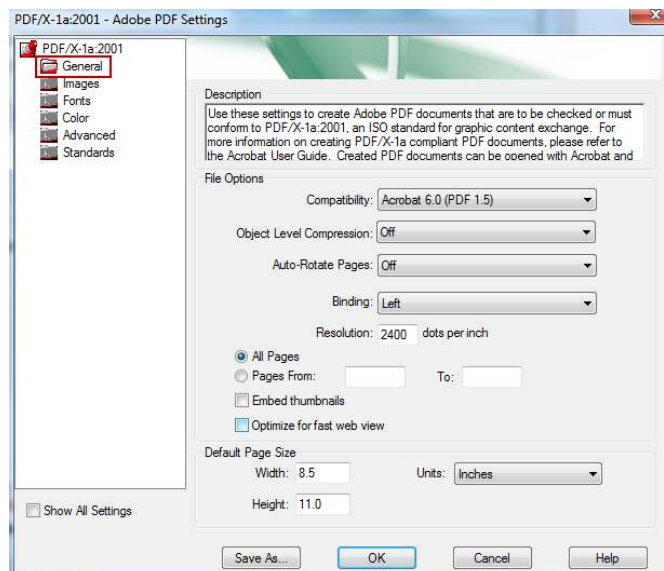 PDF/X-1a:2001 - Adobe PDF Settings
PDF/X-1a:2001
General
Images
Fonts
Color
Advanced
Standards
Show All Settings
Description
Use these settings to create Adobe PDF documents that are to be checked or must
conform to PDF/X-1a:2001, an ISO standard for graphic content exchange. For
more information on creating PDF/X-1a compliant PDF documents, please refer to
the Acrobat User Guide. Created PDF documents can be opened with Acrobat and
File Options
Compatibility: Acrobat 6.0 (PDF 1.5)
Object Level Compression: Off
Auto-Rotate Pages: Off
Binding: Left
Resolution: 2400 dots per inch
All Pages
Pages From: To:
Embed thumbnails
Optimize for fast web view
Default Page Size
Width: 8.5 Units: Inches
Height: 11.0
Save As... OK Cancel Help